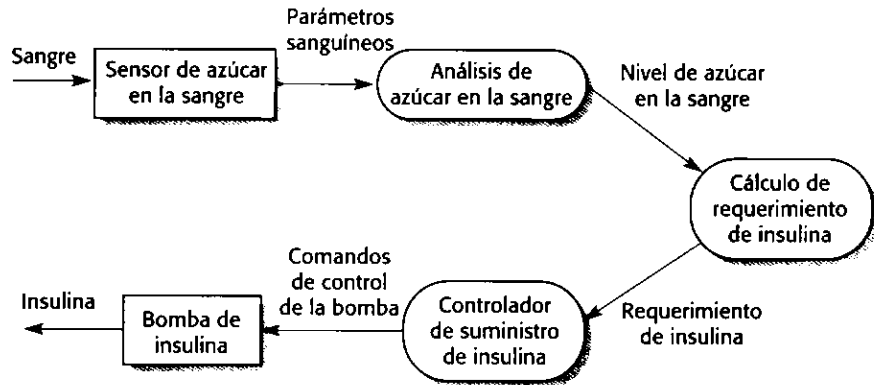 Sangre
Sensor de azúcar
en la sangre
Parámetros
sanguíneos
Análisis de
azúcar en la sangre
Nivel de azúcar
en la sangre
Cálculo de
requerimiento
de insulina
Requerimiento
de insulina
Controlador
de suministro
de insulina
Comandos
de control
de la bomba
Bomba de
insulina
Insulina